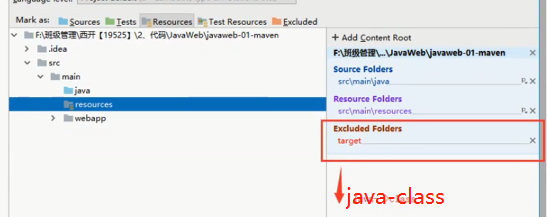 Mark as: Sources Tests Resources Test Resources Excluded
F:\班级管理\西开【19525】\2、代码\JavaWeb\javaweb-01-maven
.idea
src
main
java
resources
webapp
+ Add Content Root
F:\班级管理\...\JavaWeb\javaweb-01-maven
Source Folders
src\main\java
Resource Folders
src\main\resources
Excluded Folders
target
java-class